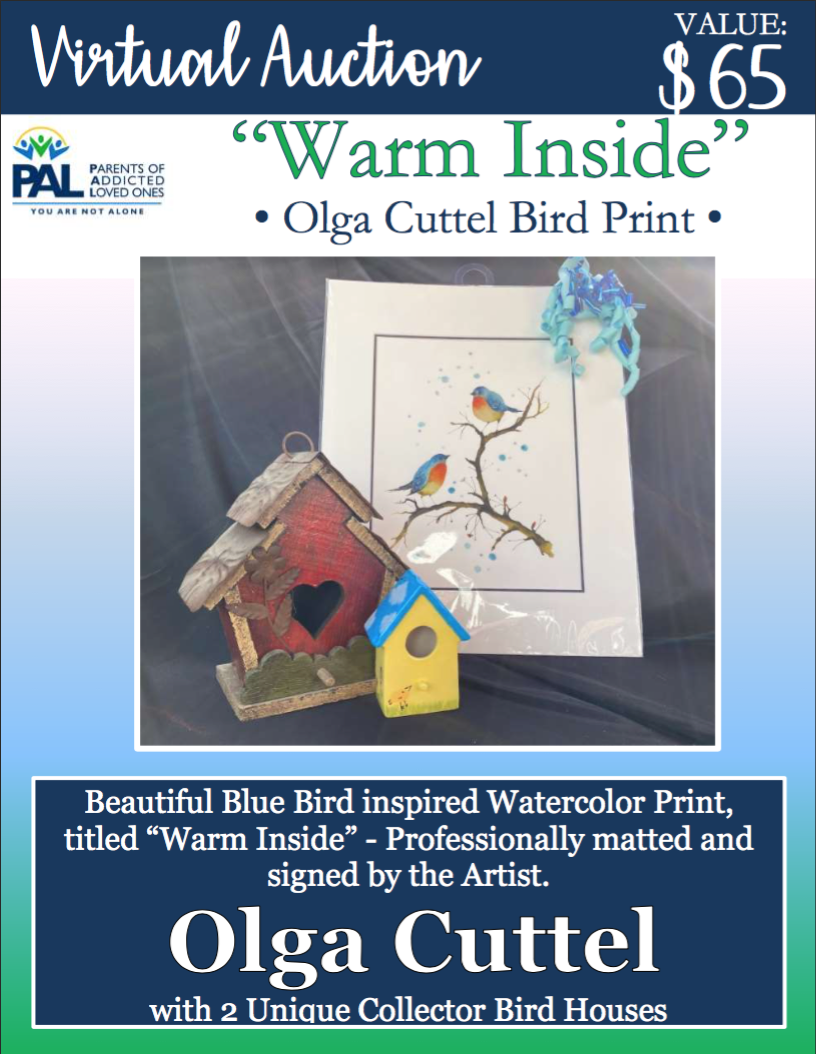 Virtual Auction
VALUE:
$65
PAL
PARENTS OF
ADDICTED
LOVED ONES
YOU ARE NOT ALONE
“Warm Inside”
• Olga Cuttel Bird Print •
Beautiful Blue Bird inspired Watercolor Print,
titled “Warm Inside” - Professionally matted and
signed by the Artist.
Olga Cuttel
with 2 Unique Collector Bird Houses